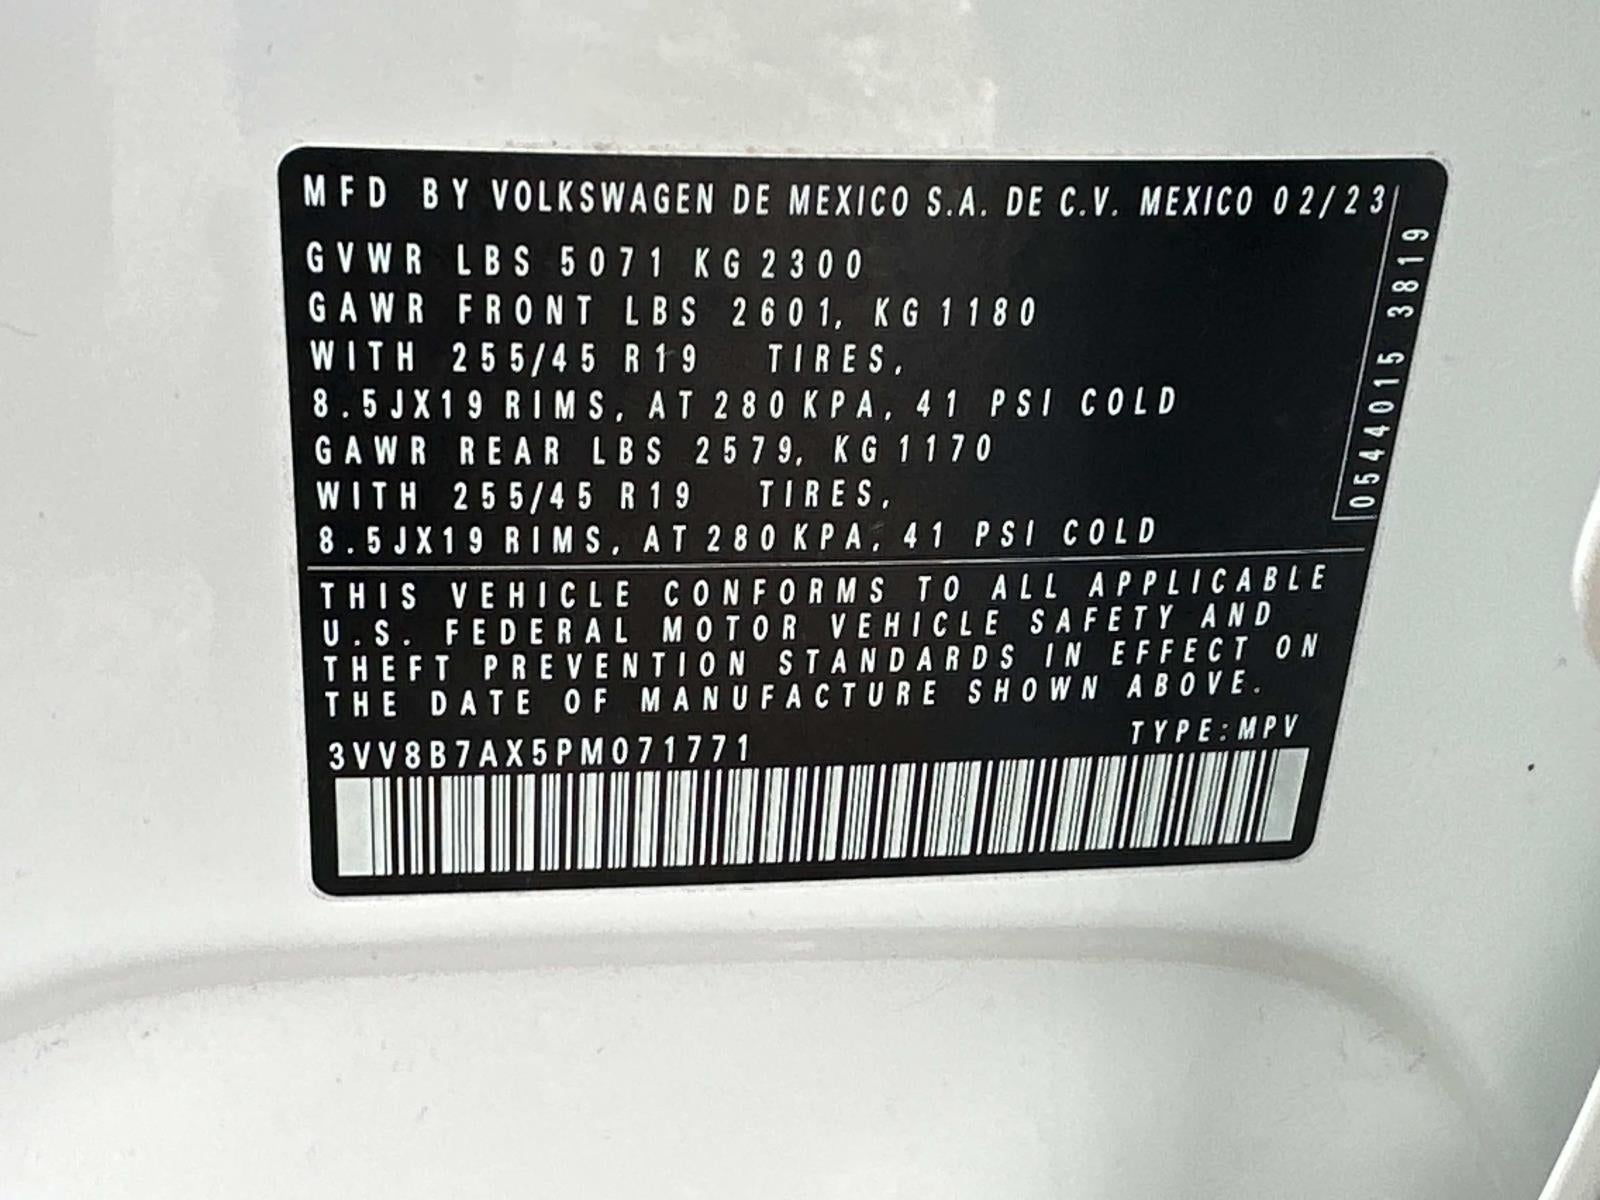 MFD BY VOLKSWAGEN DE MEXICO S.A. DE C.V. MEXICO 02/23
GVWR LBS 5071 KG 2300
GAWR FRONT LBS 2601, KG 1180
WITH 255/45 R19 TIRES,
8.5JX19 RIMS, AT 280 KPA, 41 PSI COLD
GAWR REAR LBS 2579, KG 1170
WITH 255/45 R19 TIRES,
8.5JX19 RIMS, AT 280 KPA, 41 PSI COLD
0544015 3819
THIS VEHICLE CONFORMS TO ALL APPLICABLE
U.S. FEDERAL MOTOR VEHICLE SAFETY AND
THEFT PREVENTION STANDARDS IN EFFECT ON
THE DATE OF MANUFACTURE SHOWN ABOVE.
3VV8B7AX5PM071771 TYPE: MPV